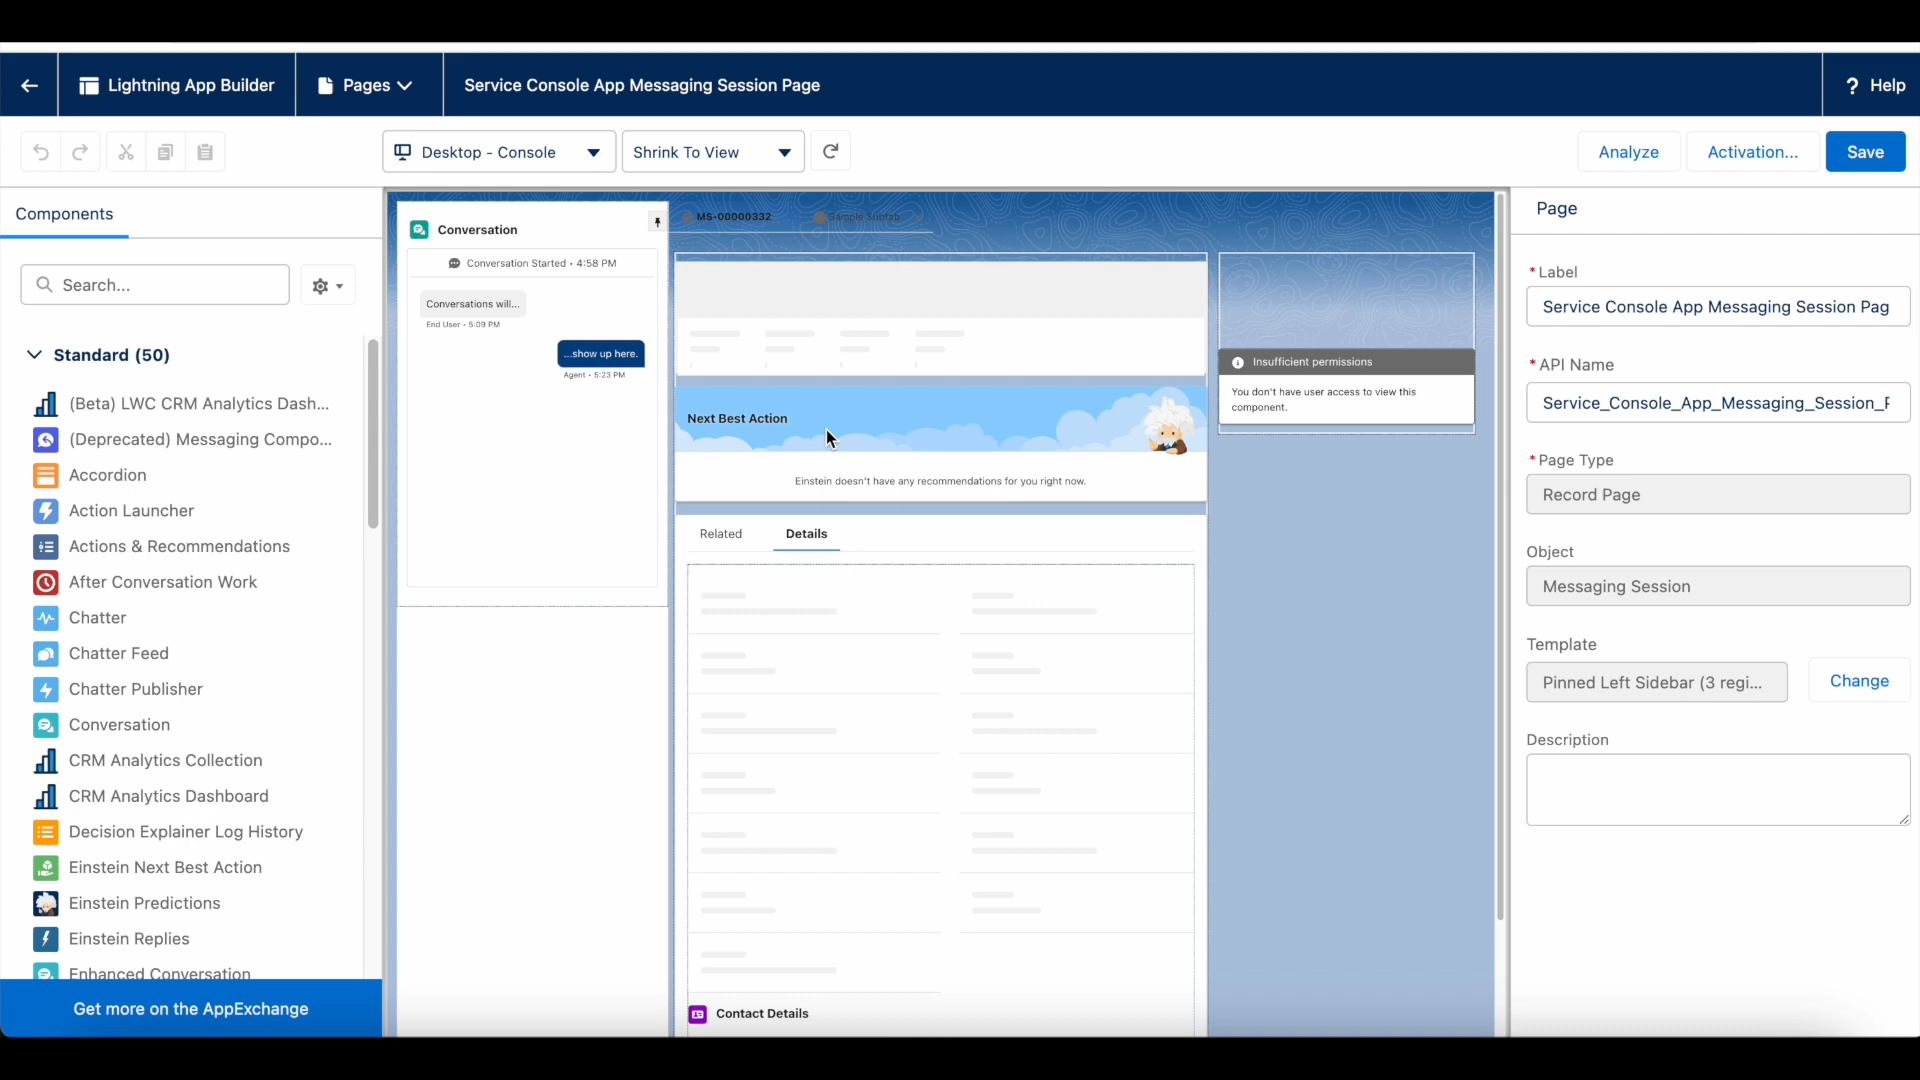 Lightning App Builder
Pages
Service Console App Messaging Session Page
? Help
Desktop - Console
Shrink To View
Analyze
Activation...
Save
Components
Search...
Standard (50)
(Beta) LWC CRM Analytics Dash...
(Deprecated) Messaging Compo...
Accordion
Action Launcher
Actions & Recommendations
After Conversation Work
Chatter
Chatter Feed
Chatter Publisher
Conversation
CRM Analytics Collection
CRM Analytics Dashboard
Decision Explainer Log History
Einstein Next Best Action
Einstein Predictions
Einstein Replies
Enhanced Conversation
Get more on the AppExchange
Conversation
Conversation Started • 4:58 PM
Conversations will...
End User • 5:09 PM
...show up here.
Agent • 5:23 PM
MS-00000332
Sample Subtab
Next Best Action
Einstein doesn't have any recommendations for you right now.
Related
Details
Contact Details
Insufficient permissions
You don't have user access to view this
component.
Page
* Label
Service Console App Messaging Session Pag
* API Name
Service_Console_App_Messaging_Session_
* Page Type
Record Page
Object
Messaging Session
Template
Pinned Left Sidebar (3 regi...
Change
Description